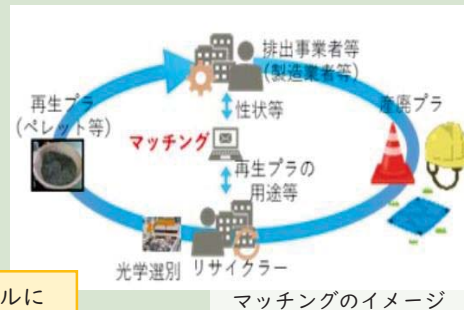 排出事業者等
(製造業者等)
再生プラ
(ペレット等)
性状等
産廃プラ
マッチング
再生プラの
用途等
光学選別
リサイクラー
ルに
マッチングのイメージ